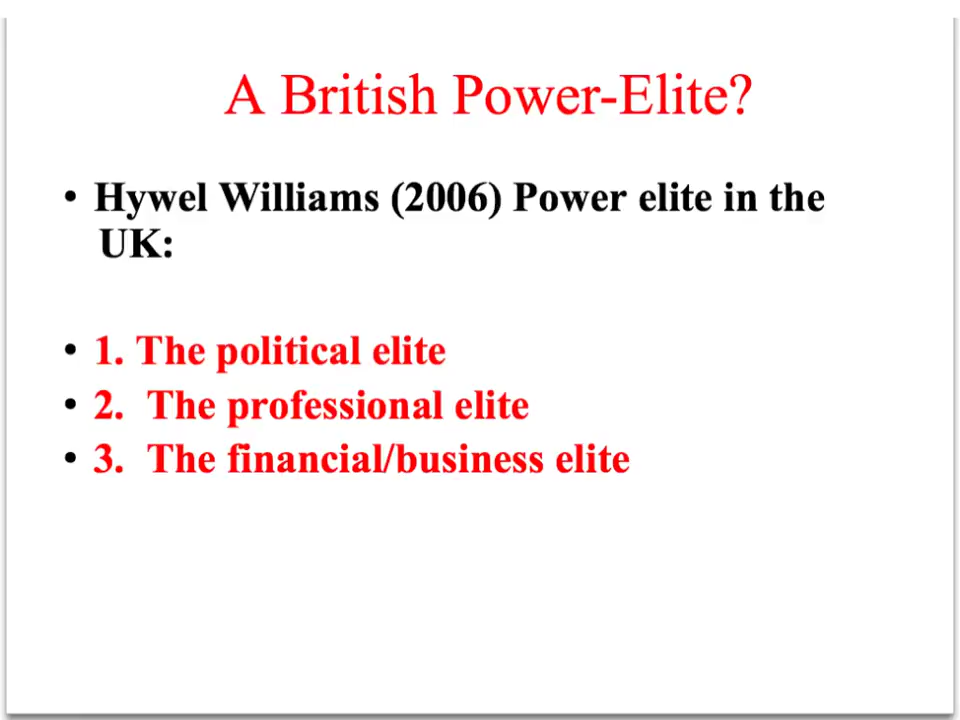 A British Power-Elite?
• Hywel Williams (2006) Power elite in the
UK:
• 1. The political elite
• 2.  The professional elite
• 3.  The financial/business elite